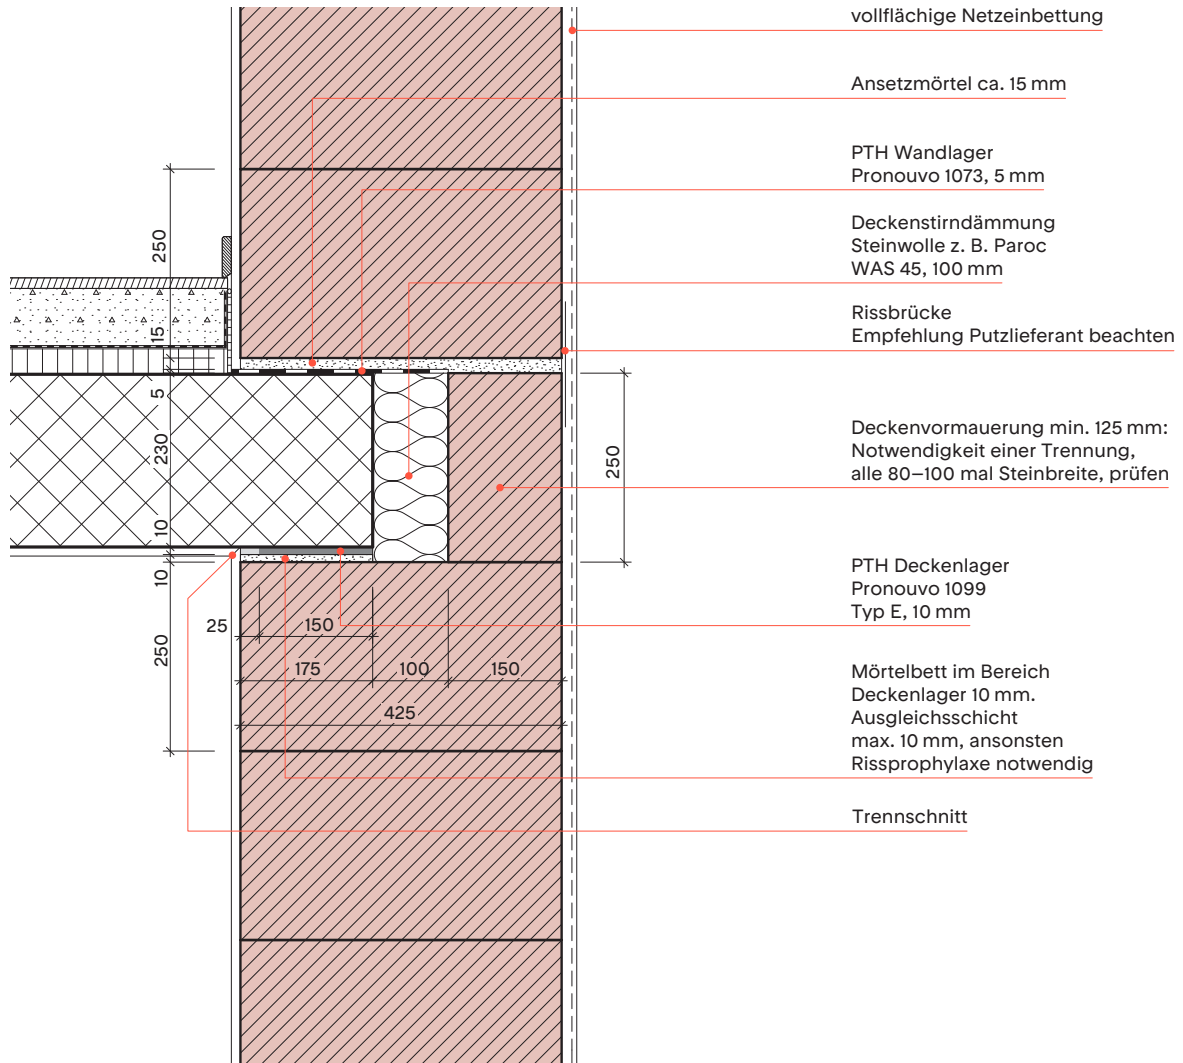 vollflächige Netzeinbettung
Ansetzmörtel ca. 15 mm
PTH Wandlager
Pronouvo 1073, 5 mm
Deckenstirndämmung
Steinwolle z. B. Paroc
WAS 45, 100 mm
Rissbrücke
Empfehlung Putzlieferant beachten
Deckenvormauerung min. 125 mm:
Notwendigkeit einer Trennung,
alle 80–100 mal Steinbreite, prüfen
PTH Deckenlager
Pronouvo 1099
Typ E, 10 mm
Mörtelbett im Bereich
Deckenlager 10 mm.
Ausgleichsschicht
max. 10 mm, ansonsten
Rissprophylaxe notwendig
Trennschnitt
250
15
5
230
10
10
250
250
25
150
175
100
150
425